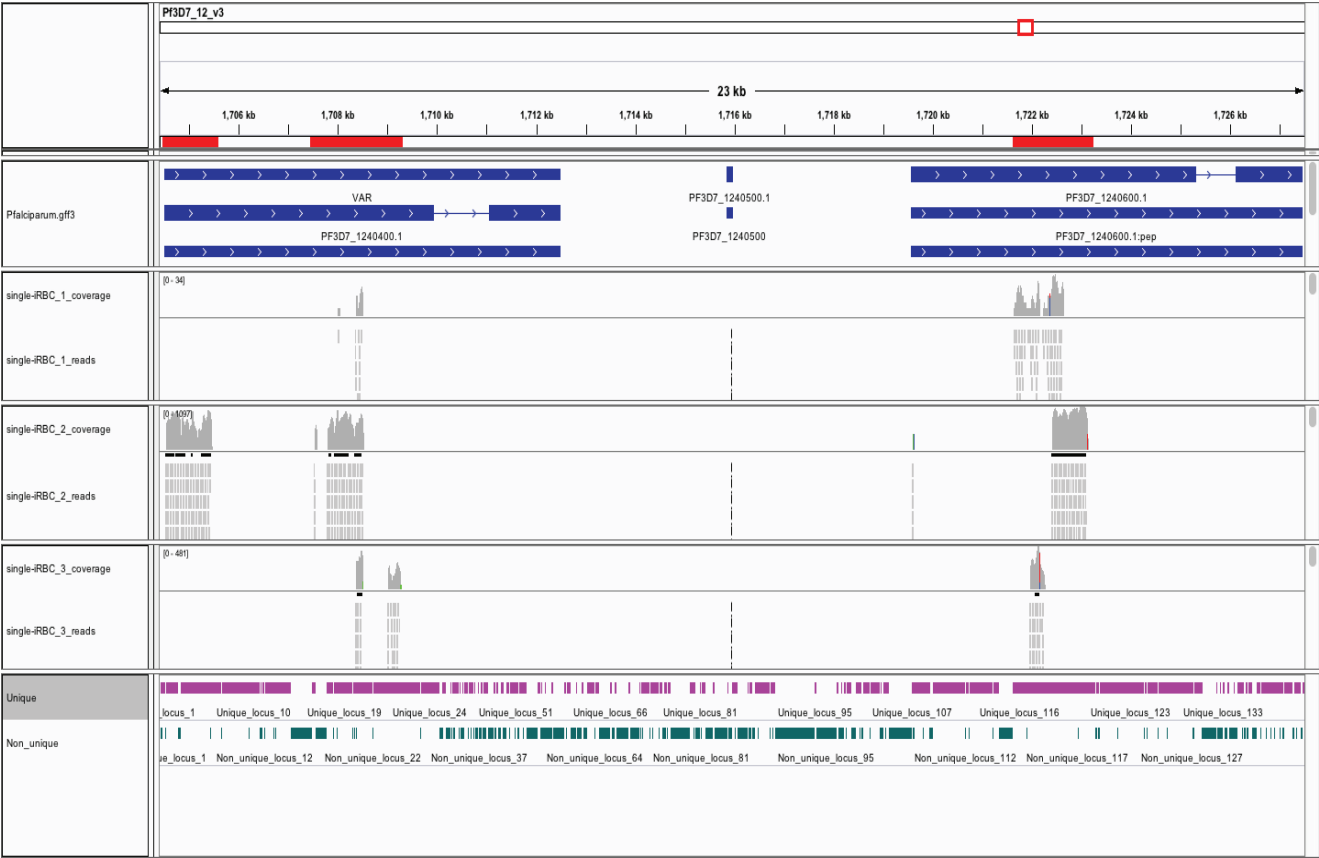 Pf3D7_12_v3
23 kb
1,706 kb 1,708 kb 1,710 kb 1,712 kb 1,714 kb 1,716 kb 1,718 kb 1,720 kb 1,722 kb 1,724 kb 1,726 kb
Pfalciparum.gff3
VAR PF3D7_1240500.1 PF3D7_1240600.1
PF3D7_1240400.1 PF3D7_1240500 PF3D7_1240600.1:pep
single-iRBC_1_coverage
[0 - 34]
single-iRBC_1_reads
single-iRBC_2_coverage
[0 - 1097]
single-iRBC_2_reads
single-iRBC_3_coverage
[0 - 481]
single-iRBC_3_reads
Unique
locus_1 Unique_locus_10 Unique_locus_19 Unique_locus_24 Unique_locus_51 Unique_locus_66 Unique_locus_81 Unique_locus_95 Unique_locus_107 Unique_locus_116 Unique_locus_123 Unique_locus_133
Non_unique
ue_locus_1 Non_unique_locus_12 Non_unique_locus_22 Non_unique_locus_37 Non_unique_locus_64 Non_unique_locus_81 Non_unique_locus_95 Non_unique_locus_112 Non_unique_locus_117 Non_unique_locus_127